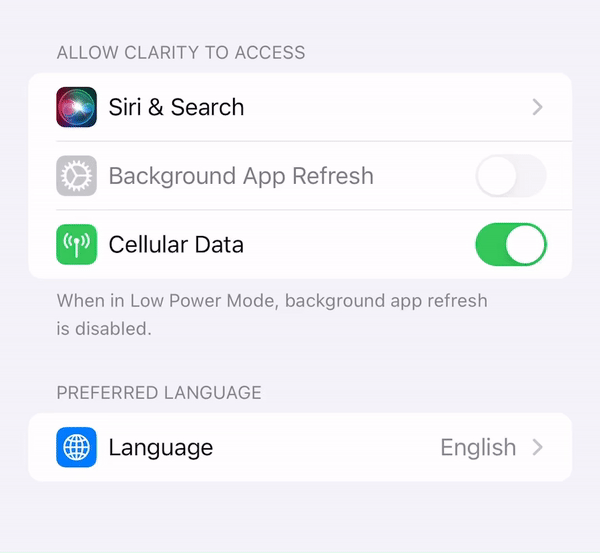 ALLOW CLARITY TO ACCESS
Siri & Search
Background App Refresh
Cellular Data
When in Low Power Mode, background app refresh
is disabled.
PREFERRED LANGUAGE
Language English